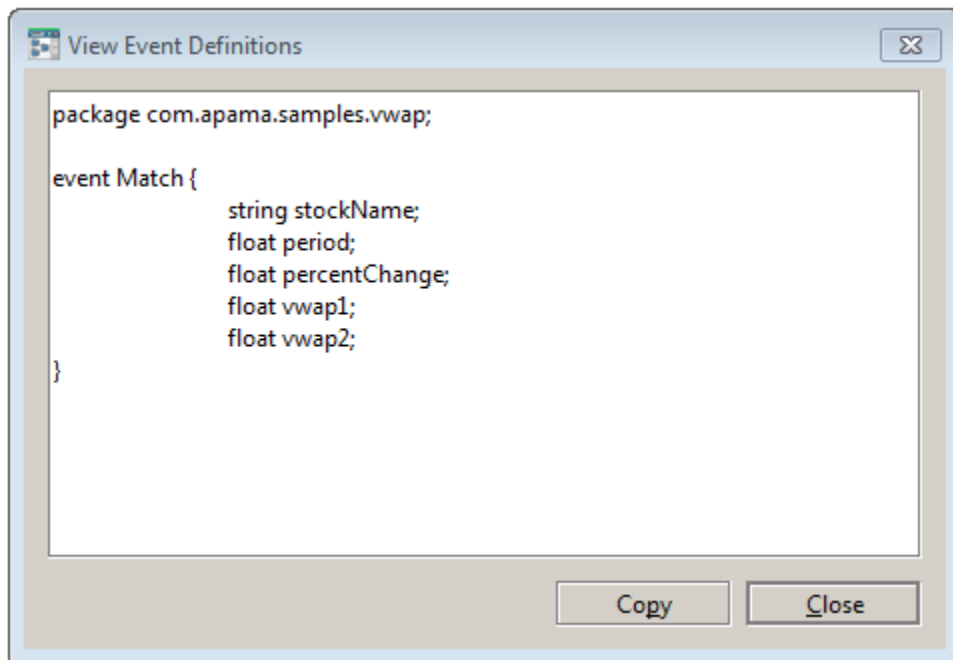 View Event Definitions
package com.apama.samples.vwap;
event Match {
string stockName;
float period;
float percentChange;
float vwap1;
float vwap2;
}
Copy
Close